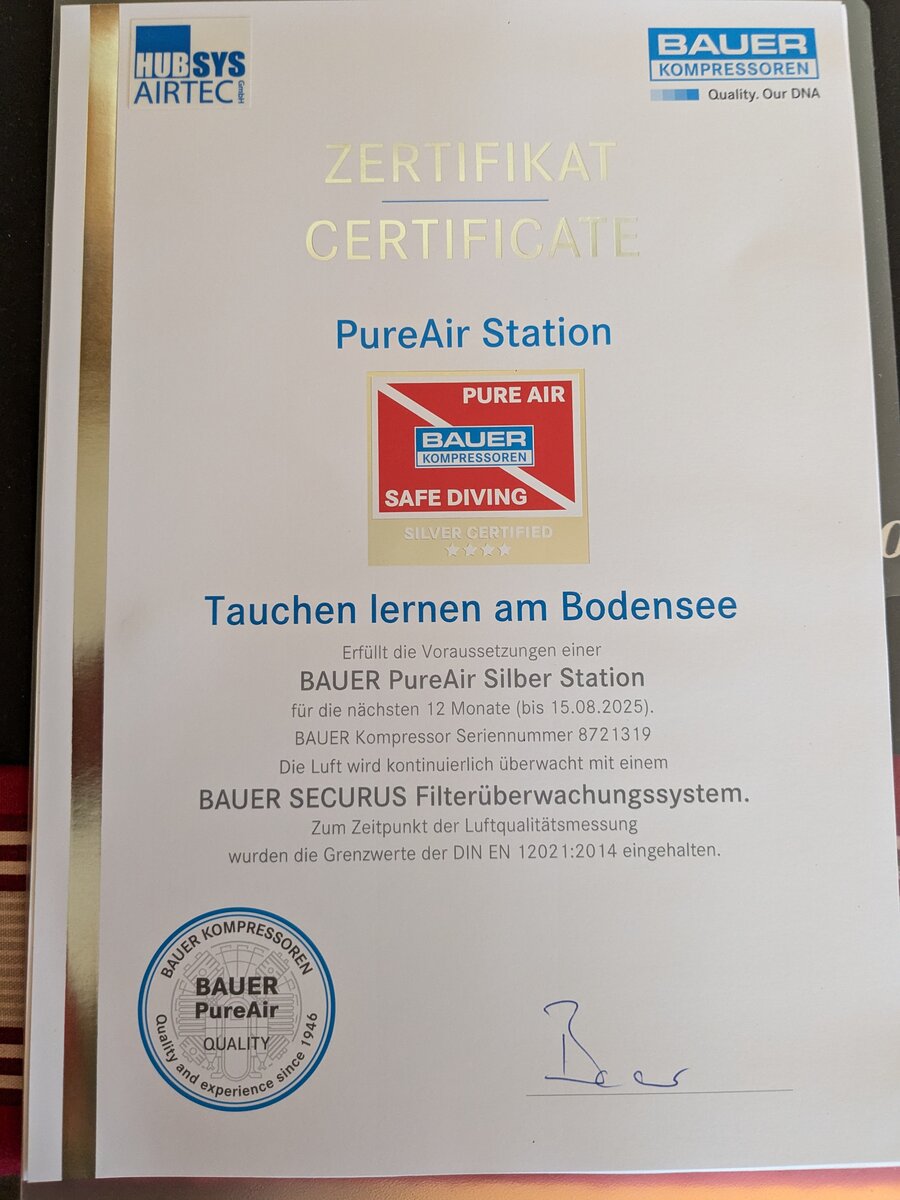 HUBSYS
AIRTEC GmbH
BAUER
KOMPRESSOREN
Quality. Our DNA
ZERTIFIKAT
CERTIFICATE
PureAir Station
PURE AIR
BAUER
KOMPRESSOREN
SAFE DIVING
SILVER CERTIFIED
Tauchen lernen am Bodensee
Erfüllt die Voraussetzungen einer
BAUER PureAir Silber Station
für die nächsten 12 Monate (bis 15.08.2025).
BAUER Kompressor Seriennummer 8721319
Die Luft wird kontinuierlich überwacht mit einem
BAUER SECURUS Filterüberwachungssystem.
Zum Zeitpunkt der Luftqualitätsmessung
wurden die Grenzwerte der DIN EN 12021:2014 eingehalten.
BAUER KOMPRESSOREN
BAUER
PureAir
QUALITY
Quality and experience since 1946